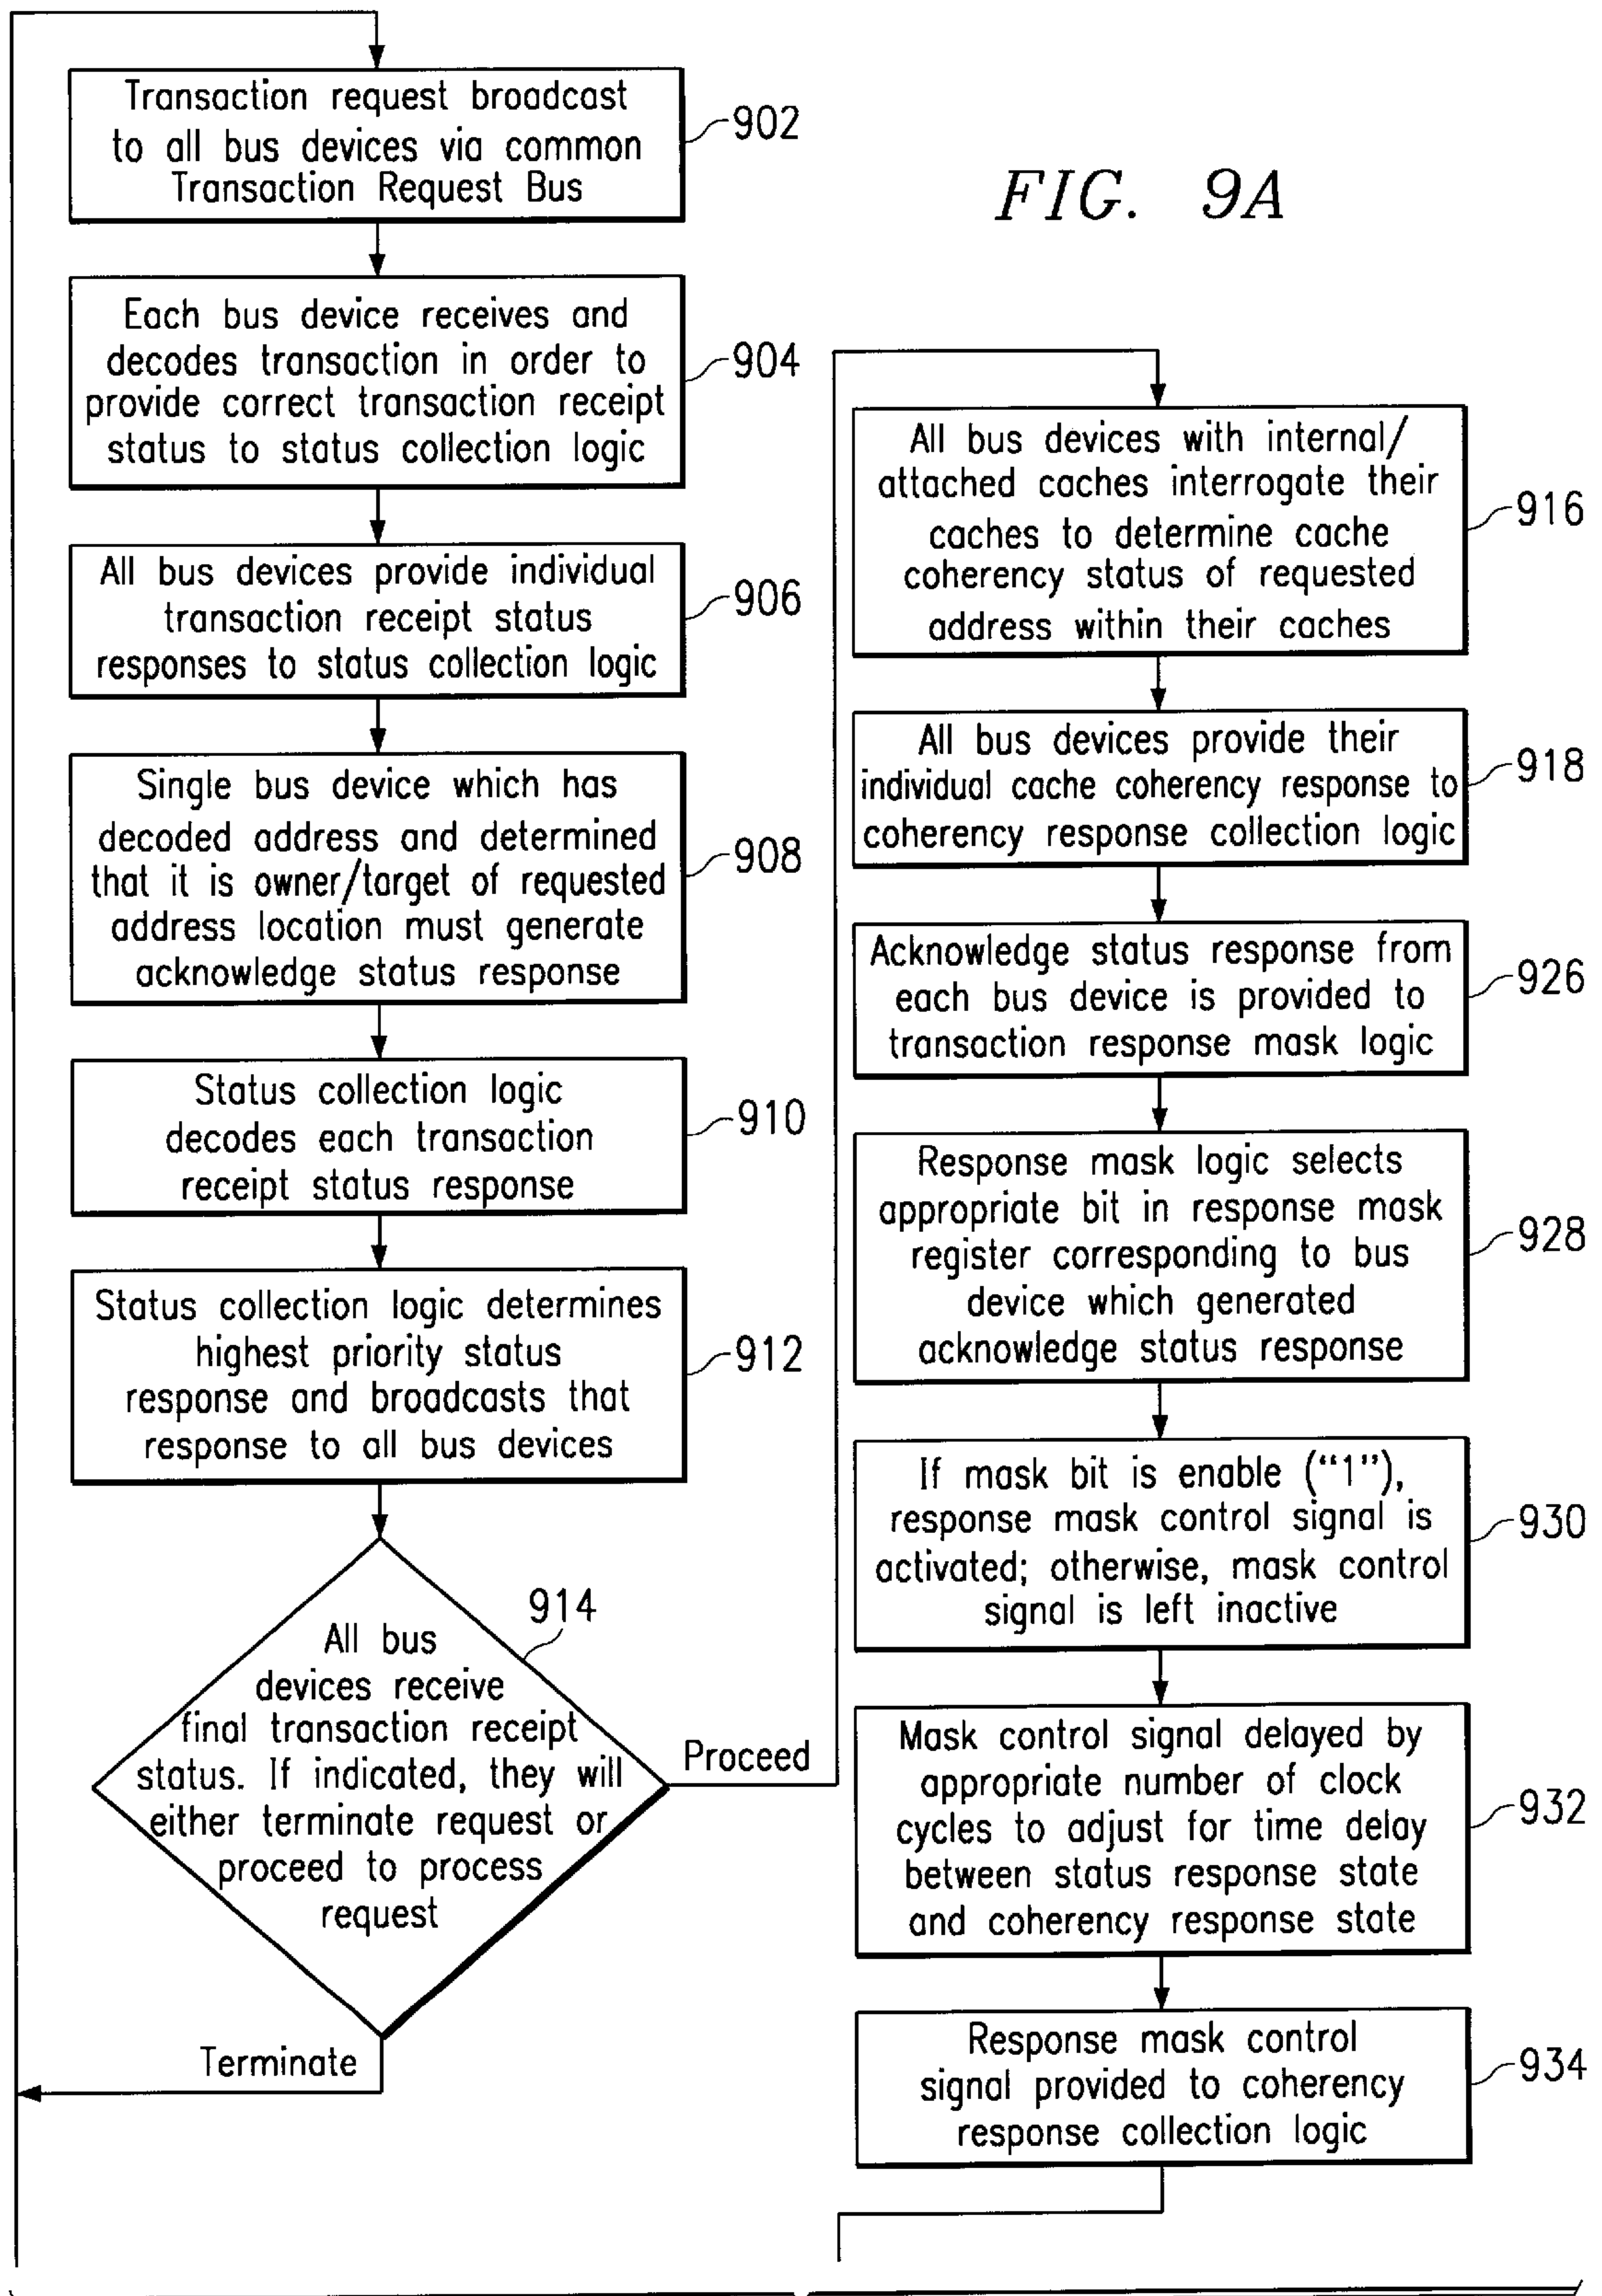 Transaction request broadcast
to all bus devices via common
Transaction Request Bus
902
FIG. 9A
Each bus device receives and
decodes transaction in order to
provide correct transaction receipt
status to status collection logic
904
All bus devices provide individual
transaction receipt status
responses to status collection logic
906
Single bus device which has
decoded address and determined
that it is owner/target of requested
address location must generate
acknowledge status response
908
Status collection logic
decodes each transaction
receipt status response
910
Status collection logic determines
highest priority status
response and broadcasts that
response to all bus devices
912
914
All bus
devices receive
final transaction receipt
status. If indicated, they will
either terminate request or
proceed to process
request
Proceed
Terminate
All bus devices with internal/
attached caches interrogate their
caches to determine cache
coherency status of requested
address within their caches
916
All bus devices provide their
individual cache coherency response to
coherency response collection logic
918
Acknowledge status response from
each bus device is provided to
transaction response mask logic
926
Response mask logic selects
appropriate bit in response mask
register corresponding to bus
device which generated
acknowledge status response
928
If mask bit is enable (“1”),
response mask control signal is
activated; otherwise, mask control
signal is left inactive
930
Mask control signal delayed by
appropriate number of clock
cycles to adjust for time delay
between status response state
and coherency response state
932
Response mask control
signal provided to coherency
response collection logic
934